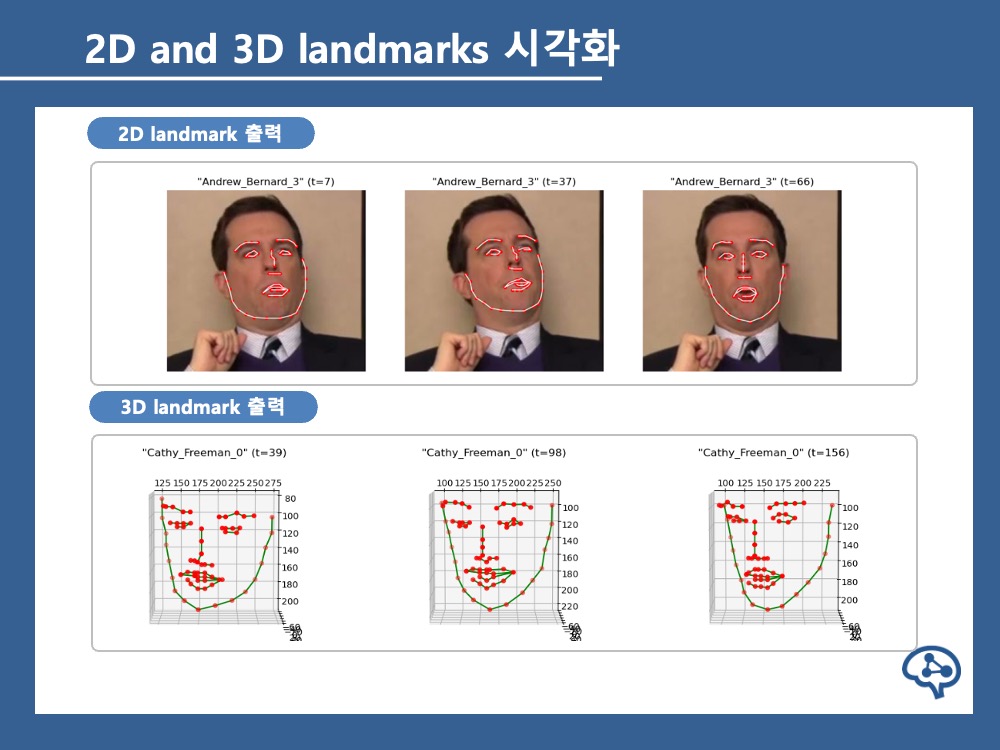 2D and 3D landmarks 시각화
2D landmark 출력
"Andrew_Bernard_3" (t=7)
"Andrew_Bernard_3" (t=37)
"Andrew_Bernard_3" (t=66)
3D landmark 출력
"Cathy_Freeman_0" (t=39)
"Cathy_Freeman_0" (t=98)
"Cathy_Freeman_0" (t=156)
125 150 175 200 225 250 275
80
100
120
140
160
180
200
100 125 150 175 200 225 250
100
120
140
160
180
200
220
100 125 150 175 200 225
100
120
140
160
180
200